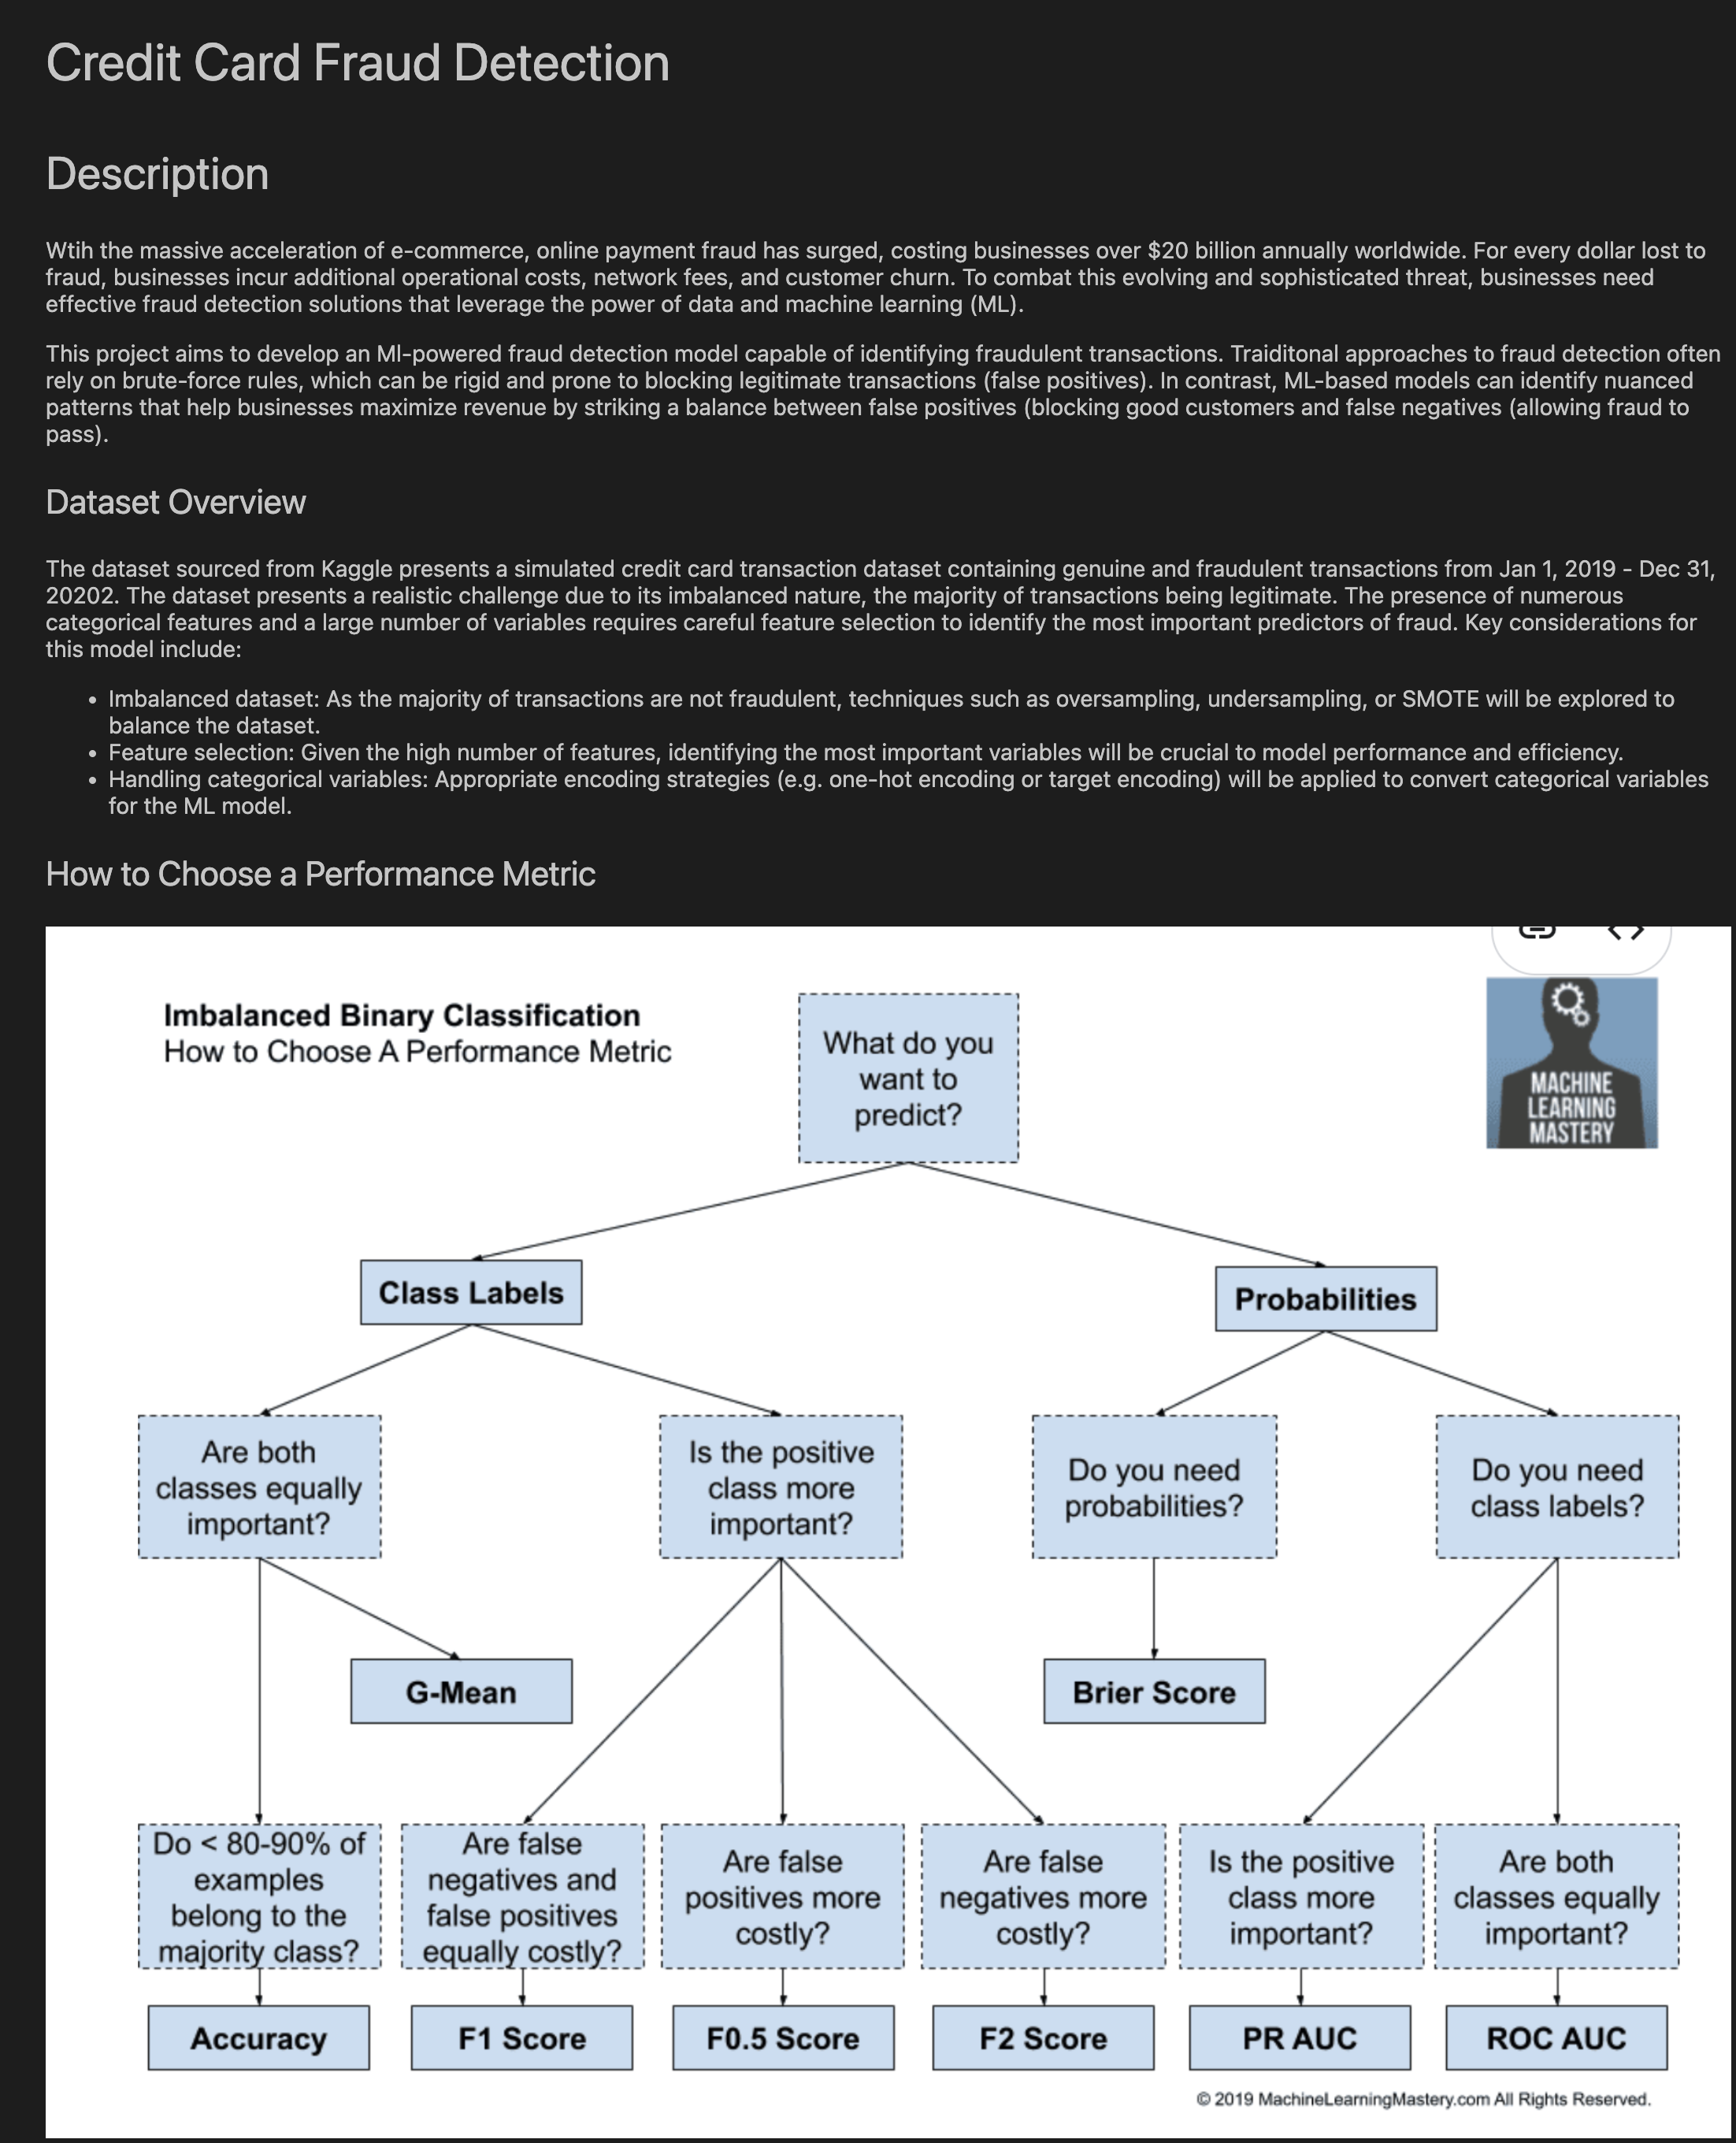 Credit Card Fraud Detection
Description
Wtih the massive acceleration of e-commerce, online payment fraud has surged, costing businesses over $20 billion annually worldwide. For every dollar lost to
fraud, businesses incur additional operational costs, network fees, and customer churn. To combat this evolving and sophisticated threat, businesses need
effective fraud detection solutions that leverage the power of data and machine learning (ML).
This project aims to develop an Ml-powered fraud detection model capable of identifying fraudulent transactions. Traiditonal approaches to fraud detection often
rely on brute-force rules, which can be rigid and prone to blocking legitimate transactions (false positives). In contrast, ML-based models can identify nuanced
patterns that help businesses maximize revenue by striking a balance between false positives (blocking good customers and false negatives (allowing fraud to
pass).
Dataset Overview
The dataset sourced from Kaggle presents a simulated credit card transaction dataset containing genuine and fraudulent transactions from Jan 1, 2019 - Dec 31,
20202. The dataset presents a realistic challenge due to its imbalanced nature, the majority of transactions being legitimate. The presence of numerous
categorical features and a large number of variables requires careful feature selection to identify the most important predictors of fraud. Key considerations for
this model include:
• Imbalanced dataset: As the majority of transactions are not fraudulent, techniques such as oversampling, undersampling, or SMOTE will be explored to
balance the dataset.
• Feature selection: Given the high number of features, identifying the most important variables will be crucial to model performance and efficiency.
• Handling categorical variables: Appropriate encoding strategies (e.g. one-hot encoding or target encoding) will be applied to convert categorical variables
for the ML model.
How to Choose a Performance Metric
Imbalanced Binary Classification
How to Choose A Performance Metric
What do you
want to
predict?
MACHINE
LEARNING
MASTERY
Class Labels
Probabilities
Are both
classes equally
important?
Is the positive
class more
important?
Do you need
probabilities?
Do you need
class labels?
G-Mean
Brier Score
Do < 80-90% of
examples
belong to the
majority class?
Are false
negatives and
false positives
equally costly?
Are false
positives more
costly?
Are false
negatives more
costly?
Is the positive
class more
important?
Are both
classes equally
important?
Accuracy
F1 Score
F0.5 Score
F2 Score
PR AUC
ROC AUC
© 2019 MachineLearningMastery.com All Rights Reserved.